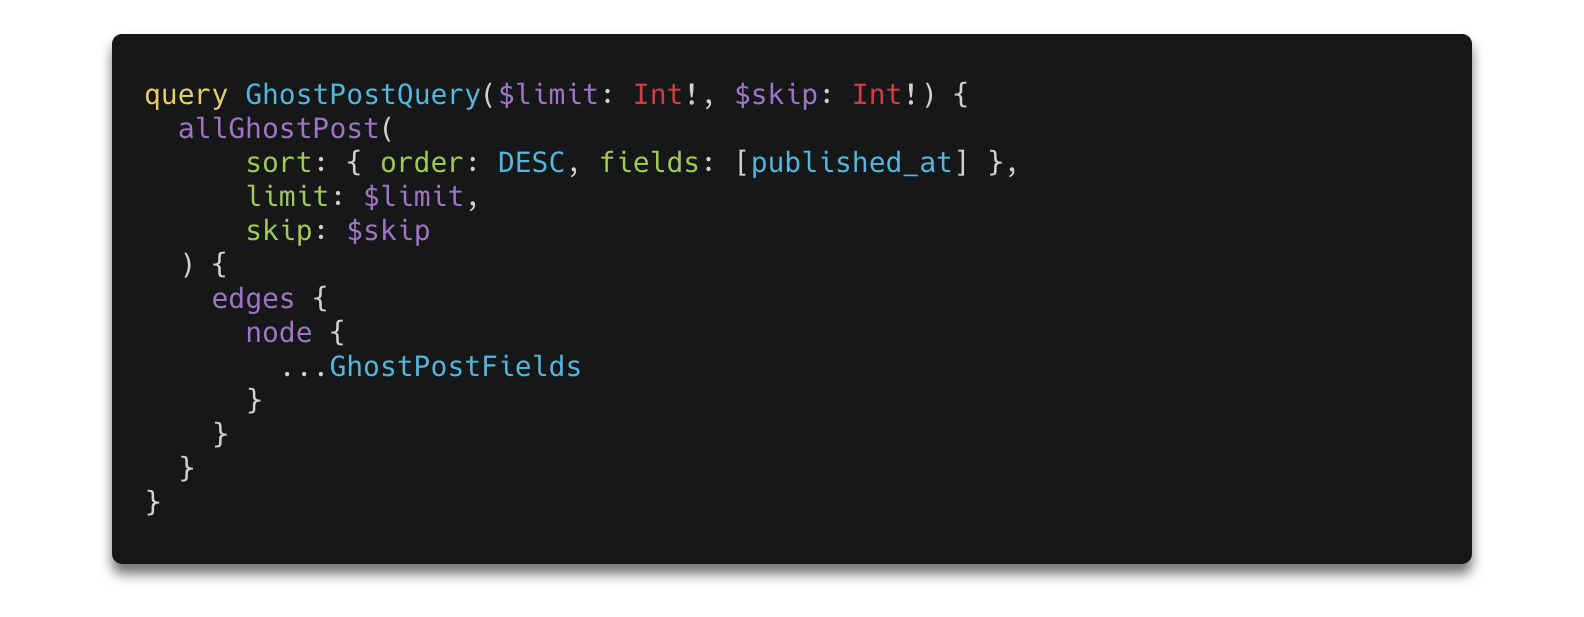 query GhostPostQuery($limit: Int!, $skip: Int!) {
  allGhostPost(
      sort: { order: DESC, fields: [published_at] },
      limit: $limit,
      skip: $skip
  ) {
    edges {
      node {
        ...GhostPostFields
      }
    }
  }
}